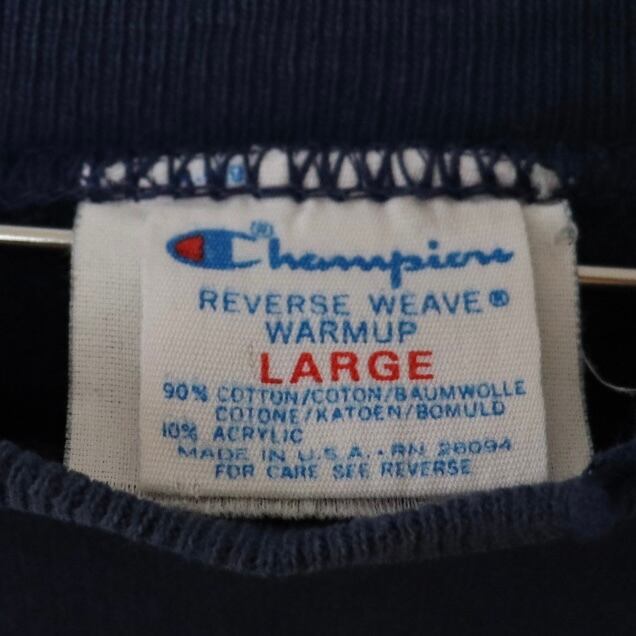 Champion®
REVERSE WEAVE®
WARMUP
LARGE
90% COTTON/COTON/BAUMWOLLE
COTONE/KATOEN/BOMULD
10% ACRYLIC
MADE IN U.S.A. • RN 26094
FOR CARE SEE REVERSE